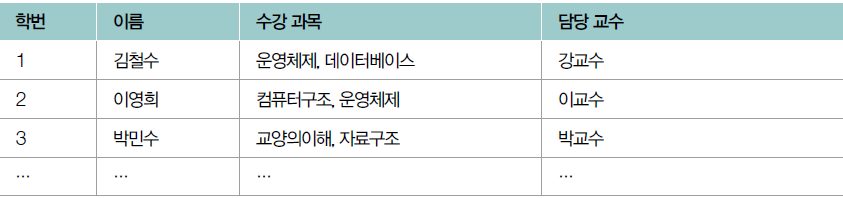 학번 이름 수강 과목 담당 교수
1 김철수 운영체제, 데이터베이스 강교수
2 이영희 컴퓨터구조, 운영체제 이교수
3 박민수 교양의이해, 자료구조 박교수
… … … …